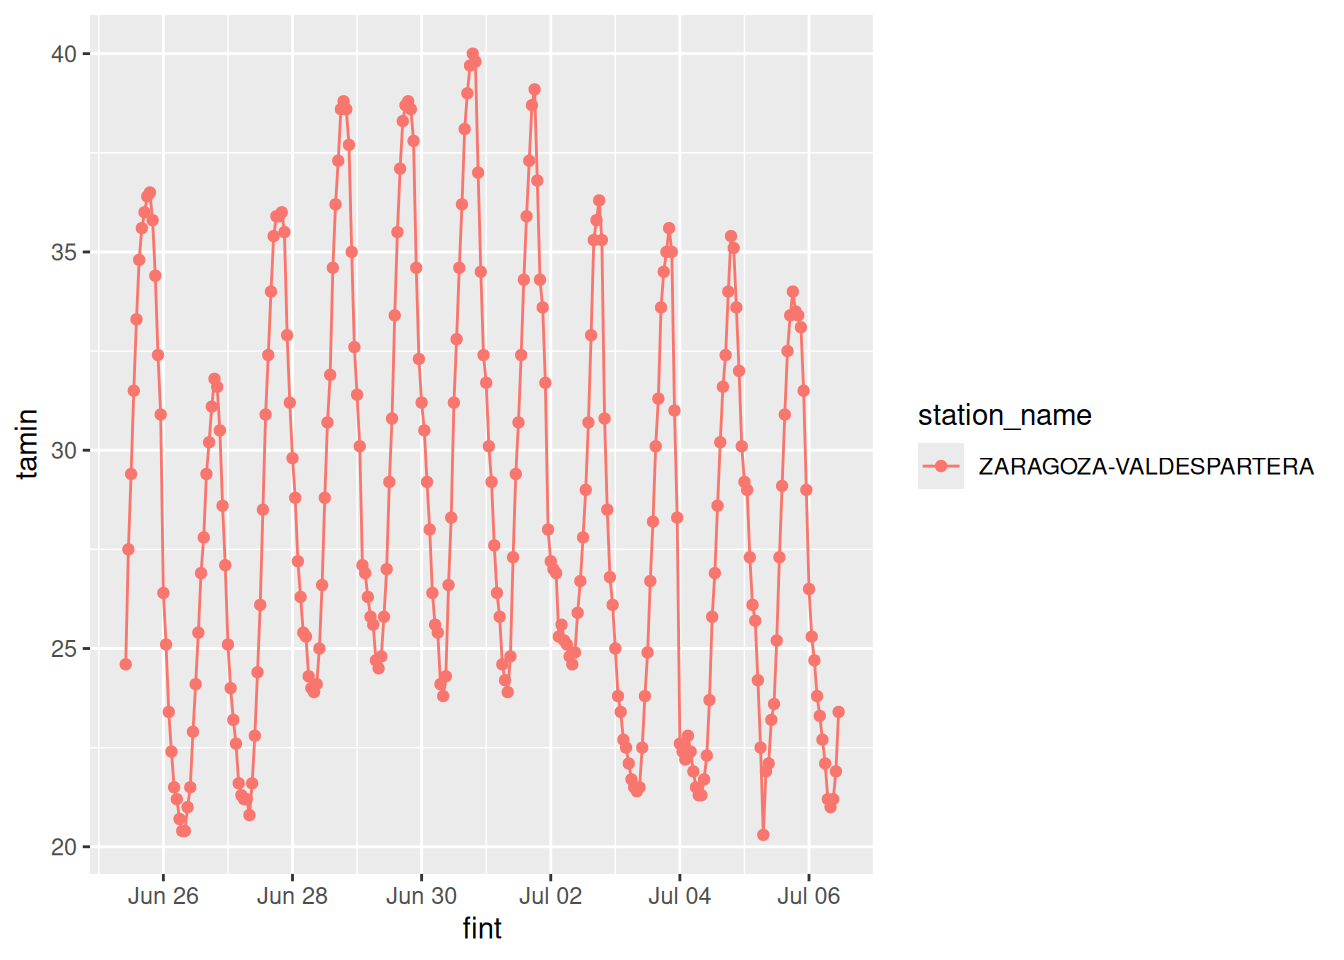 40
35
30
25
20
tamin
Jun 26 Jun 28 Jun 30 Jul 02 Jul 04 Jul 06
fint
station_name
ZARAGOZA-VALDESPARTERA